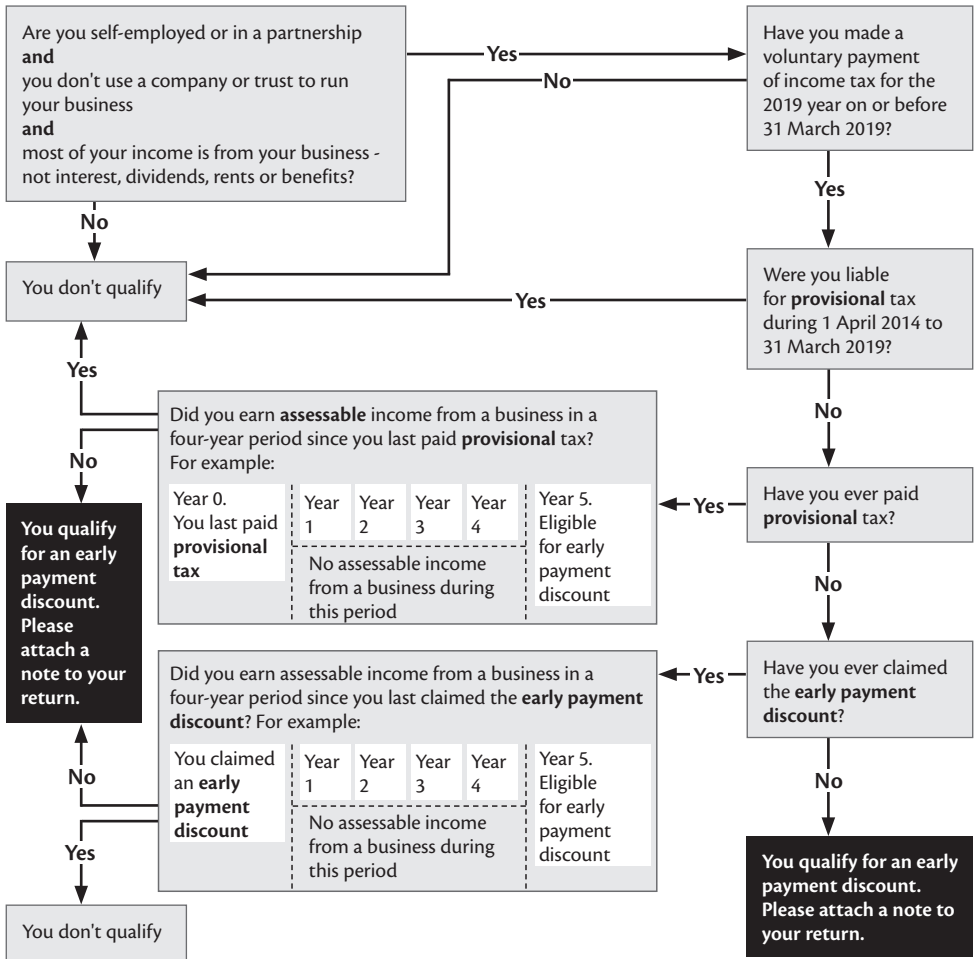 Are you self-employed or in a partnership
and
you don't use a company or trust to run
your business
and
most of your income is from your business -
not interest, dividends, rents or benefits?
Yes
No
Have you made a
voluntary payment
of income tax for the
2019 year on or before
31 March 2019?
No
Yes
You don't qualify
Yes
Were you liable
for provisional tax
during 1 April 2014 to
31 March 2019?
Yes
No
Did you earn assessable income from a business in a
four-year period since you last paid provisional tax?
For example:
Year 0.
You last paid
provisional
tax
Year
1
Year
2
Year
3
Year
4
No assessable income
from a business during
this period
Year 5.
Eligible
for early
payment
discount
Yes
Have you ever paid
provisional tax?
No
You qualify
for an early
payment
discount.
Please
attach a
note to your
return.
No
Did you earn assessable income from a business in a
four-year period since you last claimed the early payment
discount? For example:
You claimed
an early
payment
discount
Year
1
Year
2
Year
3
Year
4
No assessable income
from a business during
this period
Year 5.
Eligible
for early
payment
discount
Yes
Have you ever claimed
the early payment
discount?
No
No
Yes
You don't qualify
You qualify for an early
payment discount.
Please attach a note to
your return.